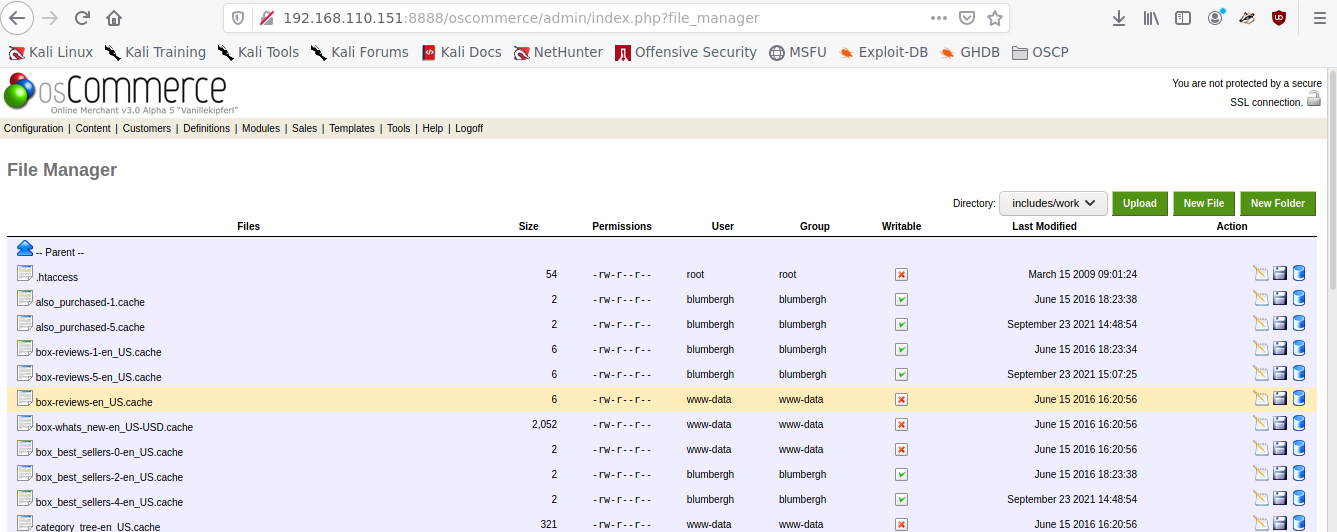 192.168.110.151:8888/oscommerce/admin/index.php?file_manager
Kali Linux Kali Training Kali Tools Kali Forums Kali Docs NetHunter Offensive Security MSFU Exploit-DB GHDB OSCP
osCommerce
Online Merchant v3.0 Alpha 5 "Vanillekipferl"
You are not protected by a secure
SSL connection.
Configuration | Content | Customers | Definitions | Modules | Sales | Templates | Tools | Help | Logoff
File Manager
Directory: includes/work Upload New File New Folder
Files Size Permissions User Group Writable Last Modified Action
-- Parent --
.htaccess 54 -rw-r--r-- root root March 15 2009 09:01:24
also_purchased-1.cache 2 -rw-r--r-- blumbergh blumbergh June 15 2016 18:23:38
also_purchased-5.cache 2 -rw-r--r-- blumbergh blumbergh September 23 2021 14:48:54
box-reviews-1-en_US.cache 6 -rw-r--r-- blumbergh blumbergh June 15 2016 18:23:34
box-reviews-5-en_US.cache 6 -rw-r--r-- blumbergh blumbergh September 23 2021 15:07:25
box-reviews-en_US.cache 6 -rw-r--r-- www-data www-data June 15 2016 16:20:56
box-whats_new-en_US-USD.cache 2,052 -rw-r--r-- www-data www-data June 15 2016 16:20:56
box_best_sellers-0-en_US.cache 2 -rw-r--r-- www-data www-data June 15 2016 16:20:56
box_best_sellers-2-en_US.cache 2 -rw-r--r-- blumbergh blumbergh June 15 2016 18:23:38
box_best_sellers-4-en_US.cache 2 -rw-r--r-- blumbergh blumbergh September 23 2021 14:48:54
category_tree-en_US.cache 321 -rw-r--r-- www-data www-data June 15 2016 16:20:56